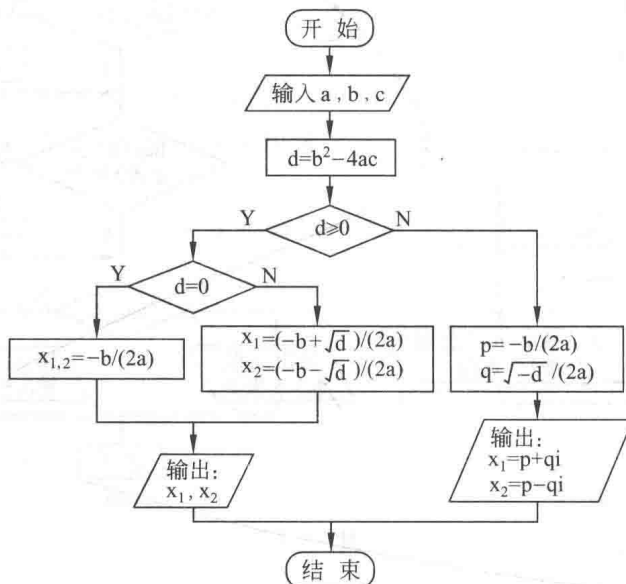 开 始
输入 a , b , c
d=b²−4ac
Y
d≥0
N
Y
d=0
N
x₁,₂=−b/(2a)
x₁=(−b+√d)/(2a)
x₂=(−b−√d)/(2a)
p=−b/(2a)
q=√−d/(2a)
输出:
x₁ , x₂
输出:
x₁=p+qi
x₂=p−qi
结 束